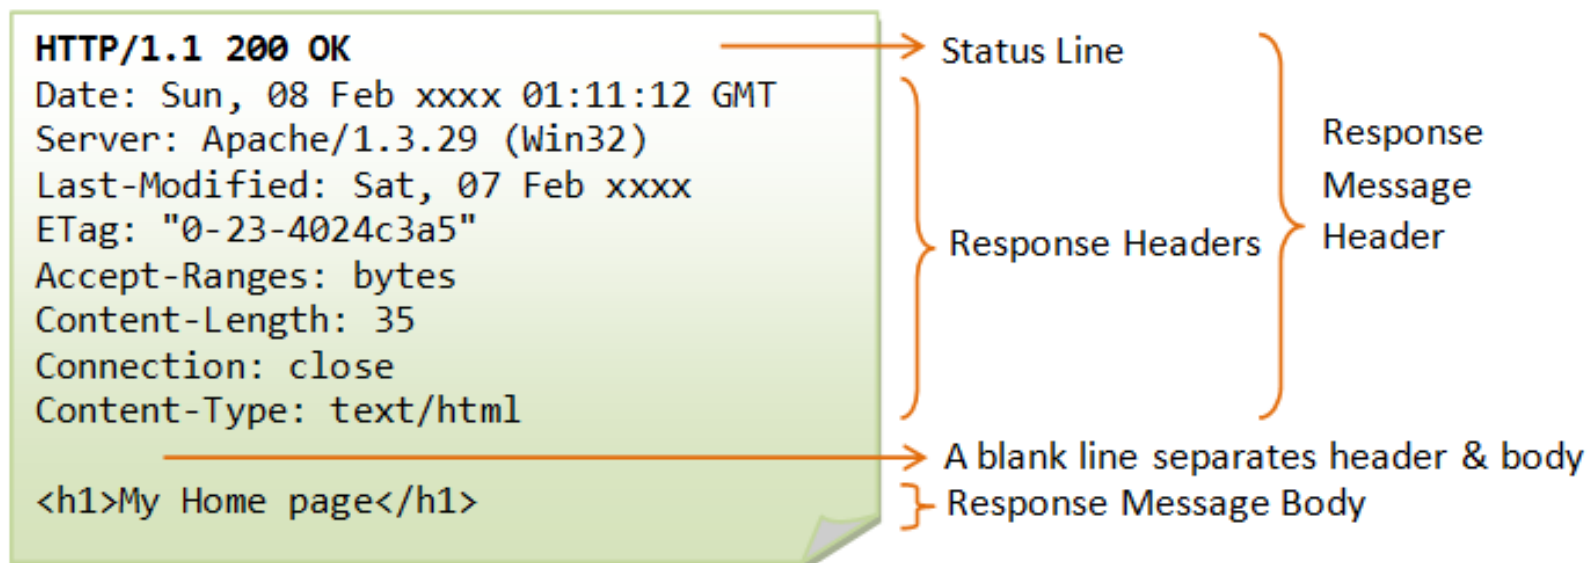 HTTP/1.1 200 OK
Date: Sun, 08 Feb xxxx 01:11:12 GMT
Server: Apache/1.3.29 (Win32)
Last-Modified: Sat, 07 Feb xxxx
ETag: "0-23-4024c3a5"
Accept-Ranges: bytes
Content-Length: 35
Connection: close
Content-Type: text/html
<h1>My Home page</h1>
Status Line
Response Headers
Response
Message
Header
A blank line separates header & body
Response Message Body